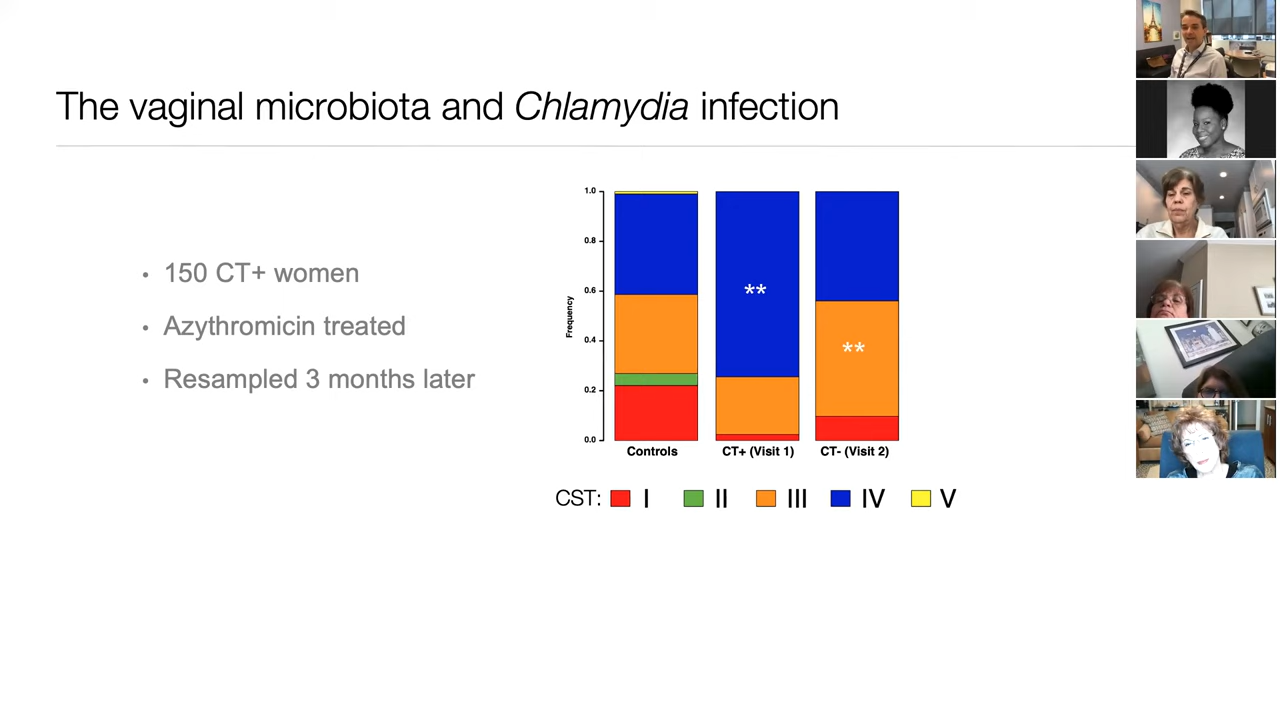 The vaginal microbiota and Chlamydia infection
• 150 CT+ women
• Azythromicin treated
• Resampled 3 months later
Frequency
1.0
0.8
0.6
0.4
0.2
0.0
**
**
Controls CT+ (Visit 1) CT- (Visit 2)
CST: I II III IV V